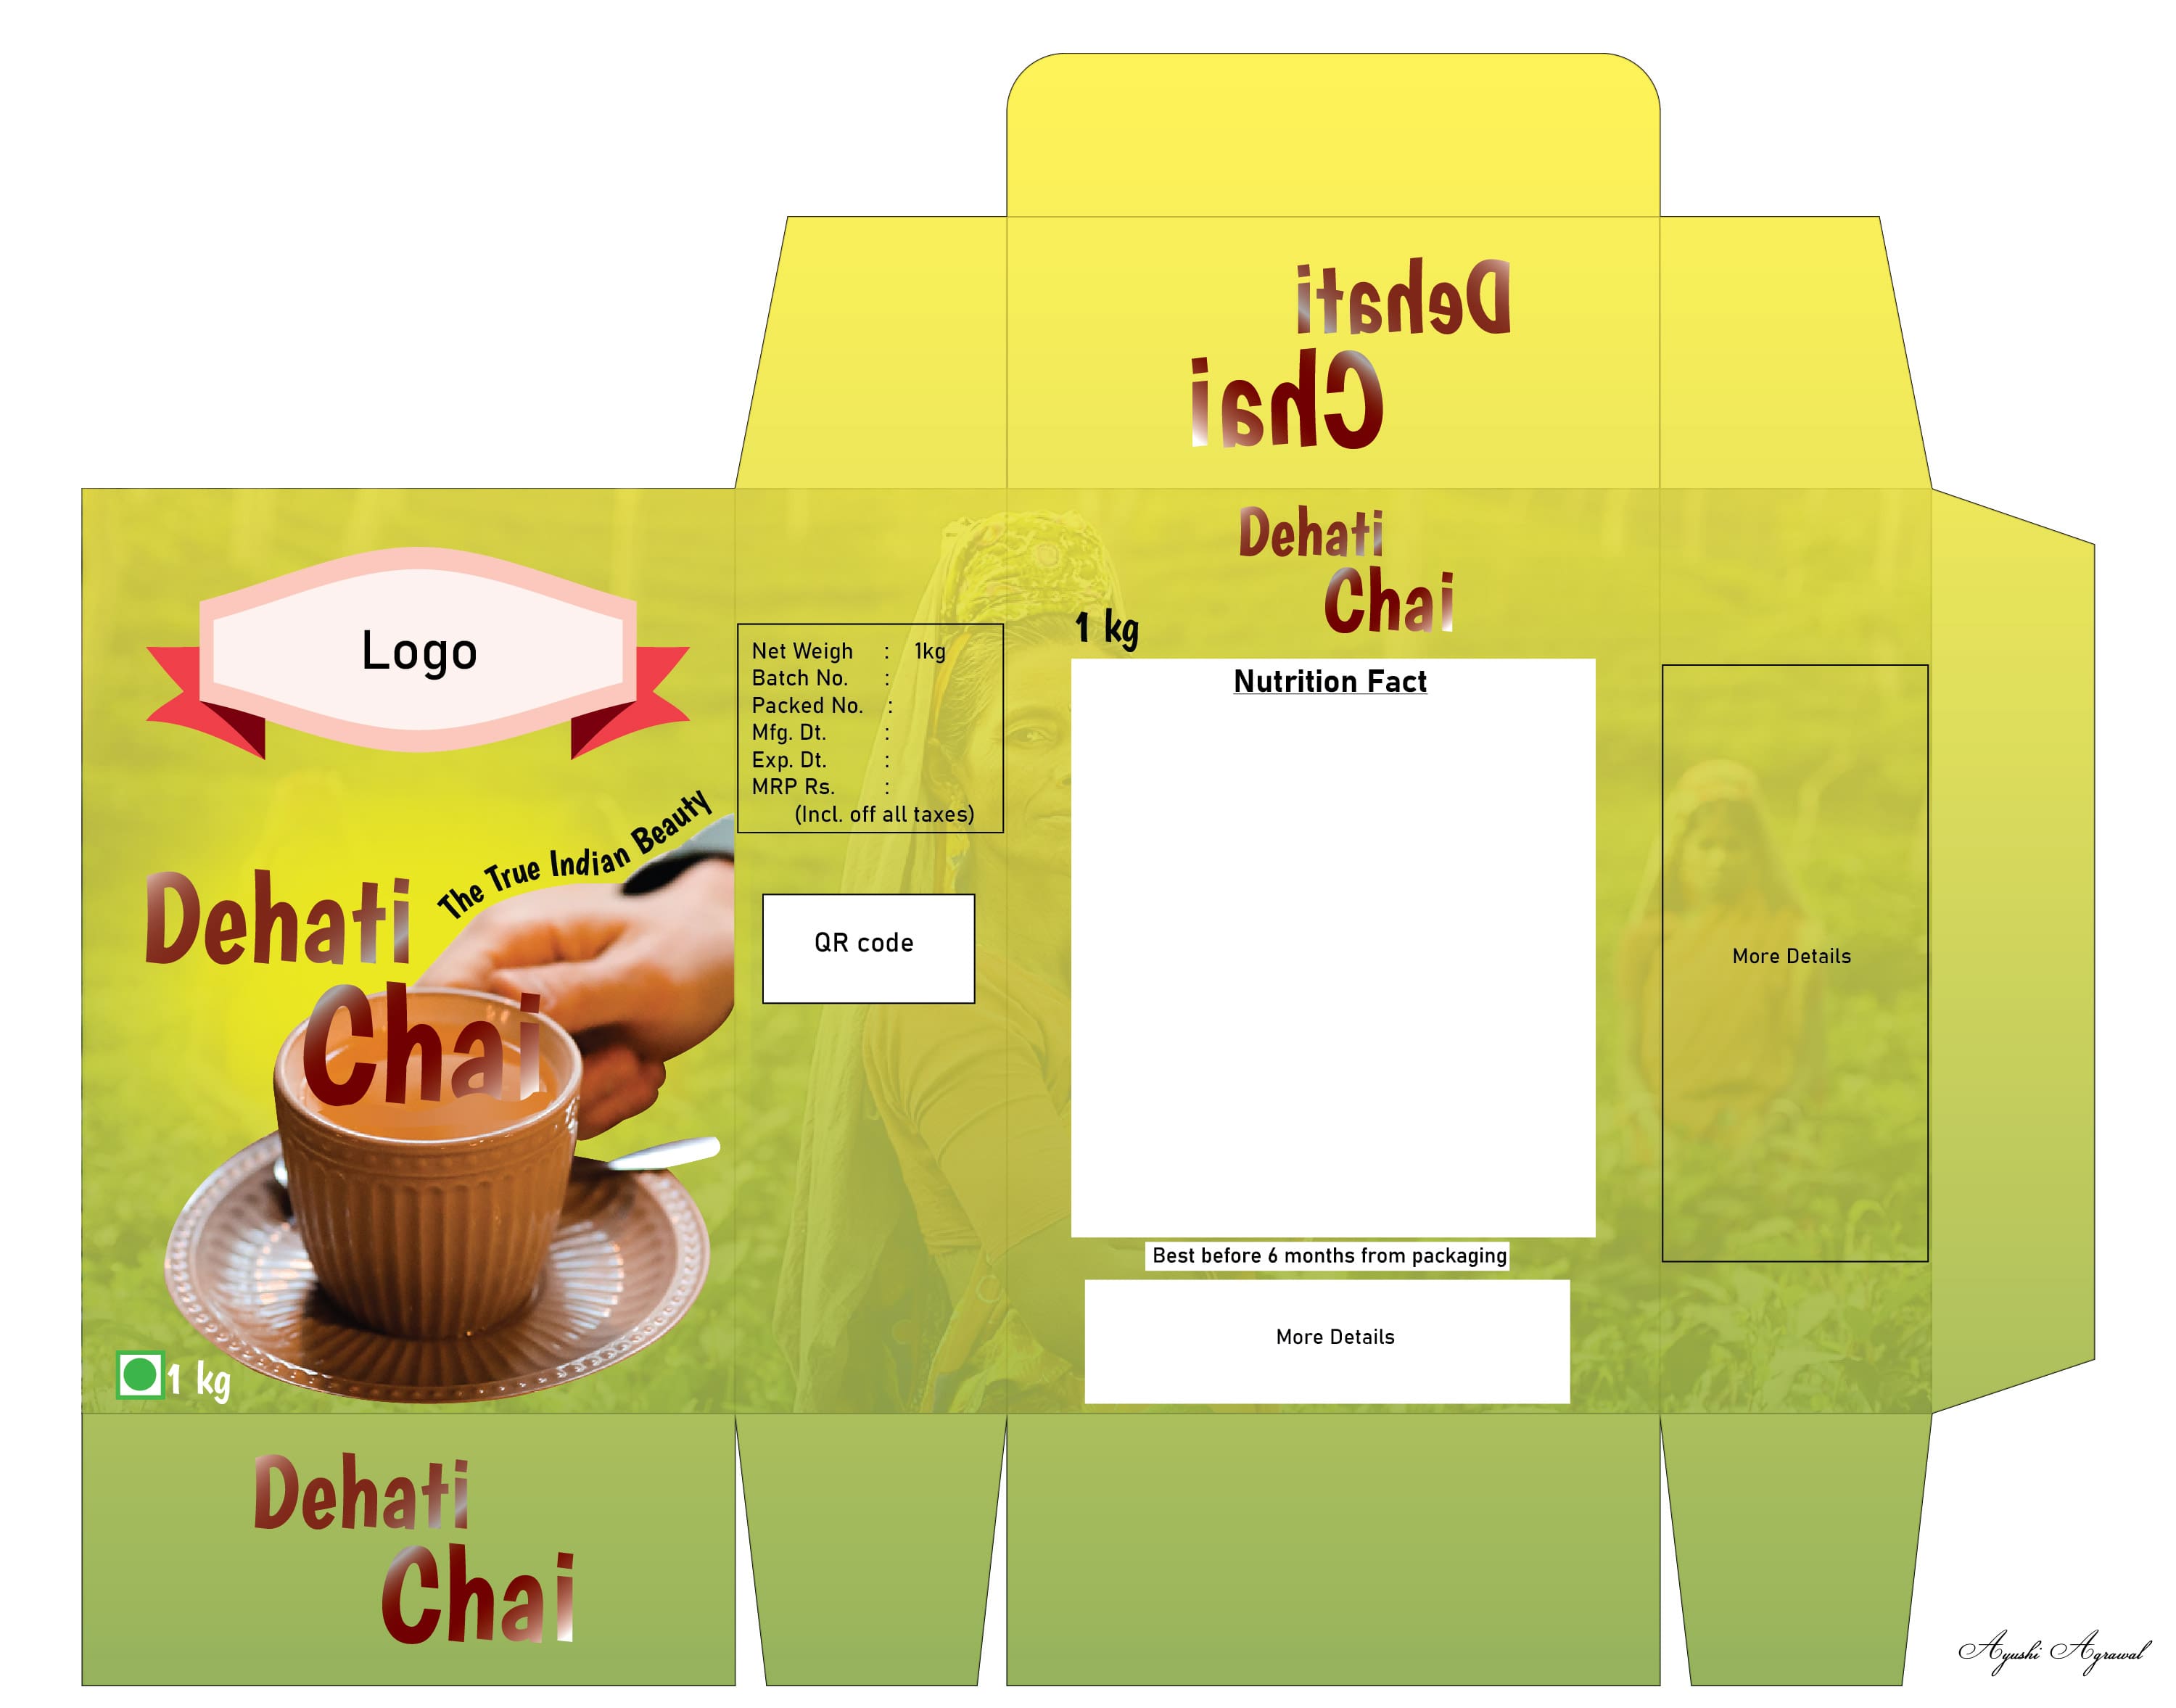 Dehati
Chai
Dehati
Chai
1 kg
Logo
Net Weigh : 1kg
Batch No. :
Packed No. :
Mfg. Dt. :
Exp. Dt. :
MRP Rs. :
(Incl. off all taxes)
Nutrition Fact
The True Indian Beauty
Dehati
Chai
QR code
More Details
Best before 6 months from packaging
More Details
1 kg
Dehati
Chai
Ayushi Agrawal